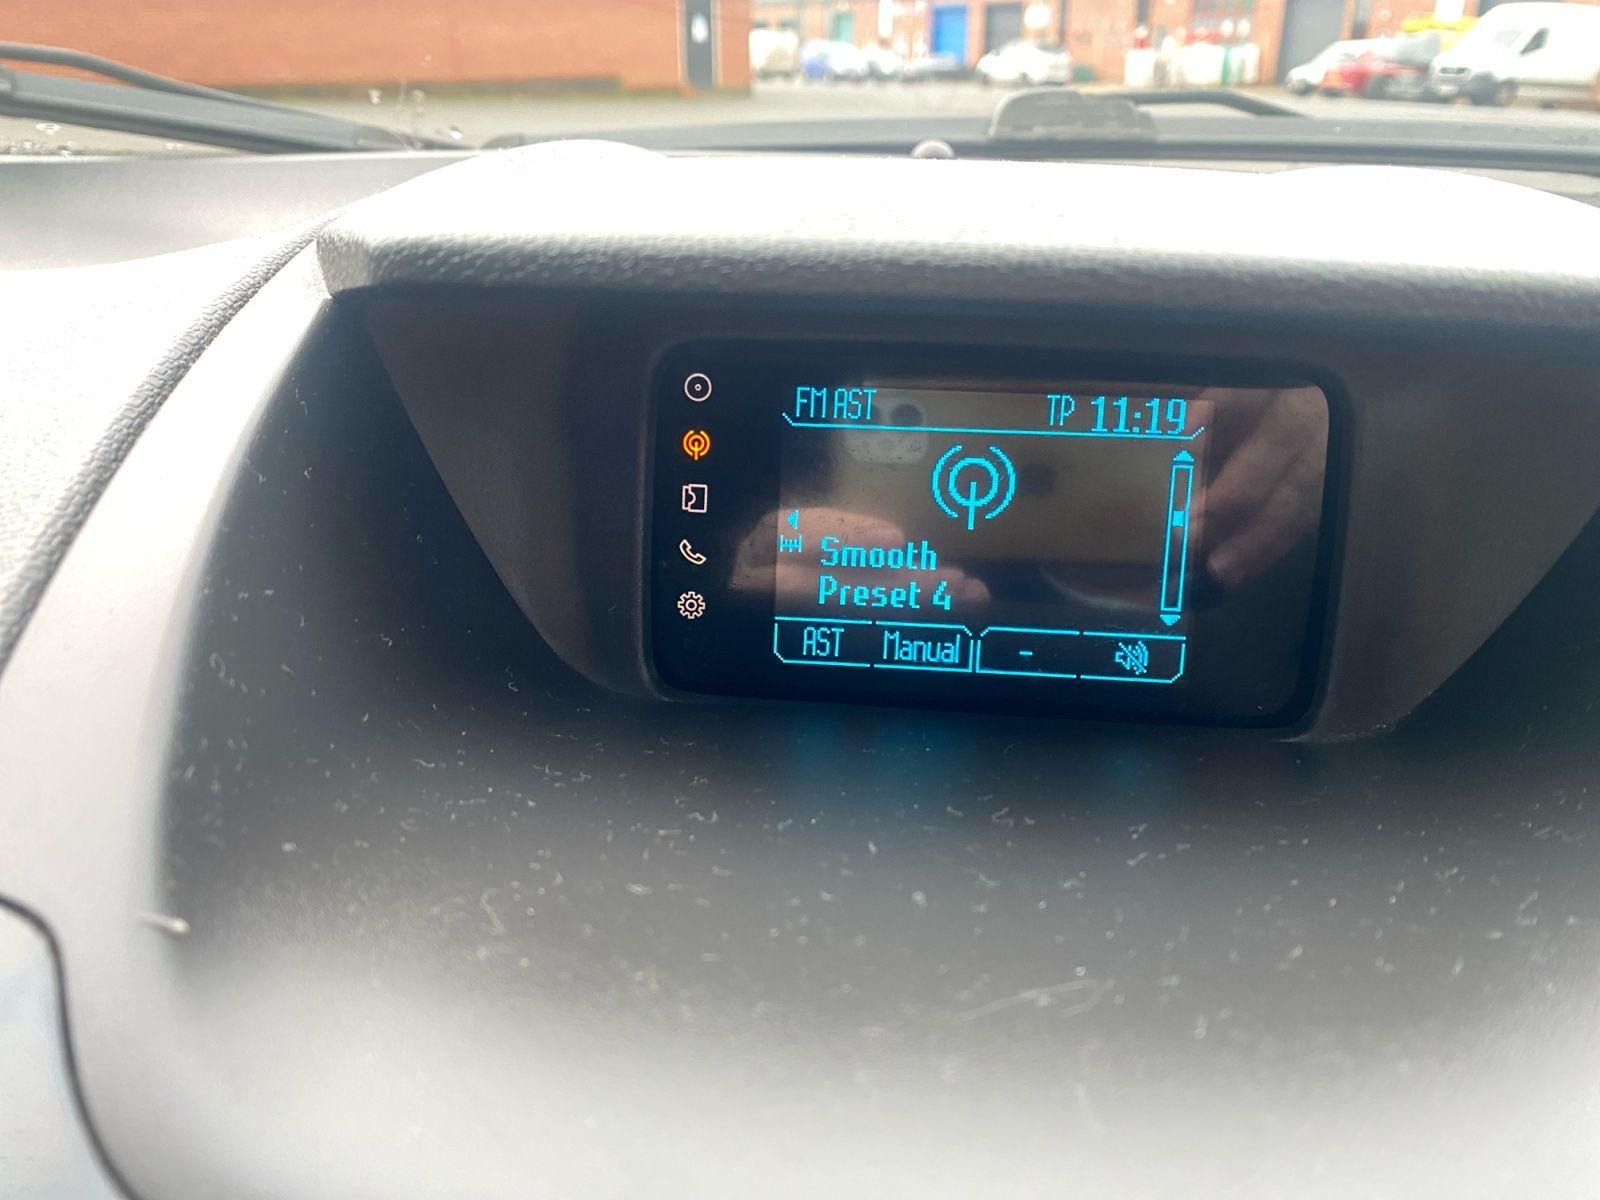 FM AST TP 11:19
Smooth
Preset 4
AST Manual -